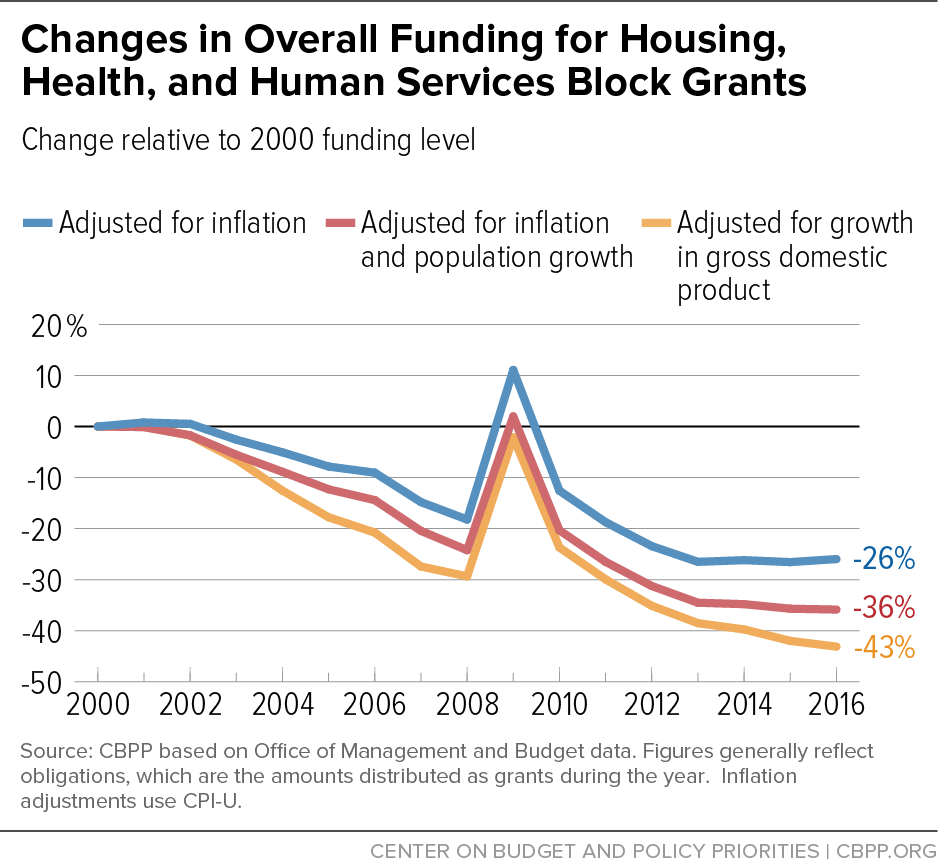 Changes in Overall Funding for Housing,
Health, and Human Services Block Grants
Change relative to 2000 funding level
Adjusted for inflation
Adjusted for inflation
and population growth
Adjusted for growth
in gross domestic
product
20%
10
0
-10
-20
-30
-40
-50
-26%
-36%
-43%
2000 2002 2004 2006 2008 2010 2012 2014 2016
Source: CBPP based on Office of Management and Budget data. Figures generally reflect
obligations, which are the amounts distributed as grants during the year. Inflation
adjustments use CPI-U.
CENTER ON BUDGET AND POLICY PRIORITIES | CBPP.ORG